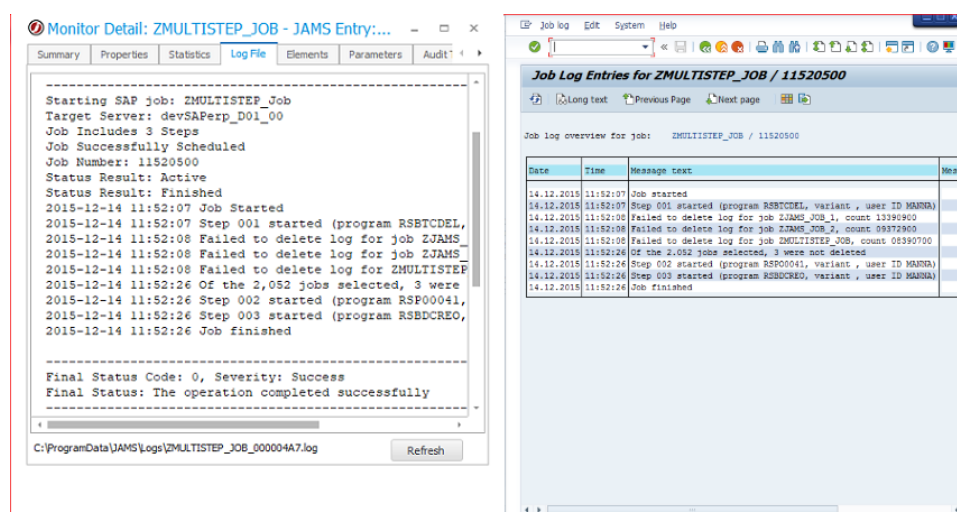 Monitor Detail: ZMULTISTEP_JOB - JAMS Entry:...
Summary Properties Statistics Log File Elements Parameters Audit T
Starting SAP job: ZMULTISTEP_Job
Target Server: devSAPerp_D01_00
Job Includes 3 Steps
Job Successfully Scheduled
Job Number: 11520500
Status Result: Active
Status Result: Finished
2015-12-14 11:52:07 Job Started
2015-12-14 11:52:07 Step 001 started (program RSBTCDEL,
2015-12-14 11:52:08 Failed to delete log for job ZJAMS_
2015-12-14 11:52:08 Failed to delete log for job ZJAMS_
2015-12-14 11:52:08 Failed to delete log for ZMULTISTEP
2015-12-14 11:52:26 Of the 2,052 jobs selected, 3 were
2015-12-14 11:52:26 Step 002 started (program RSP00041,
2015-12-14 11:52:26 Step 003 started (program RSBDCREO,
2015-12-14 11:52:26 Job finished
Final Status Code: 0, Severity: Success
Final Status: The operation completed successfully
C:\ProgramData\JAMS\Logs\ZMULTISTEP_JOB_000004A7.log
Refresh
Job log Edit System Help
Job Log Entries for ZMULTISTEP_JOB / 11520500
Long text Previous Page Next page
Job log overview for job: ZMULTISTEP_JOB / 11520500
Date Time Message text Mes
14.12.2015 11:52:07 Job started
14.12.2015 11:52:07 Step 001 started (program RSBTCDEL, variant , user ID MANNA)
14.12.2015 11:52:08 Failed to delete log for job ZJAMS_JOB_1, count 13390900
14.12.2015 11:52:08 Failed to delete log for job ZJAMS_JOB_2, count 09372900
14.12.2015 11:52:08 Failed to delete log for job ZMULTISTEP_JOB, count 08390700
14.12.2015 11:52:26 Of the 2.052 jobs selected, 3 were not deleted
14.12.2015 11:52:26 Step 002 started (program RSP00041, variant , user ID MANNA)
14.12.2015 11:52:26 Step 003 started (program RSBDCREO, variant , user ID MANNA)
14.12.2015 11:52:26 Job finished